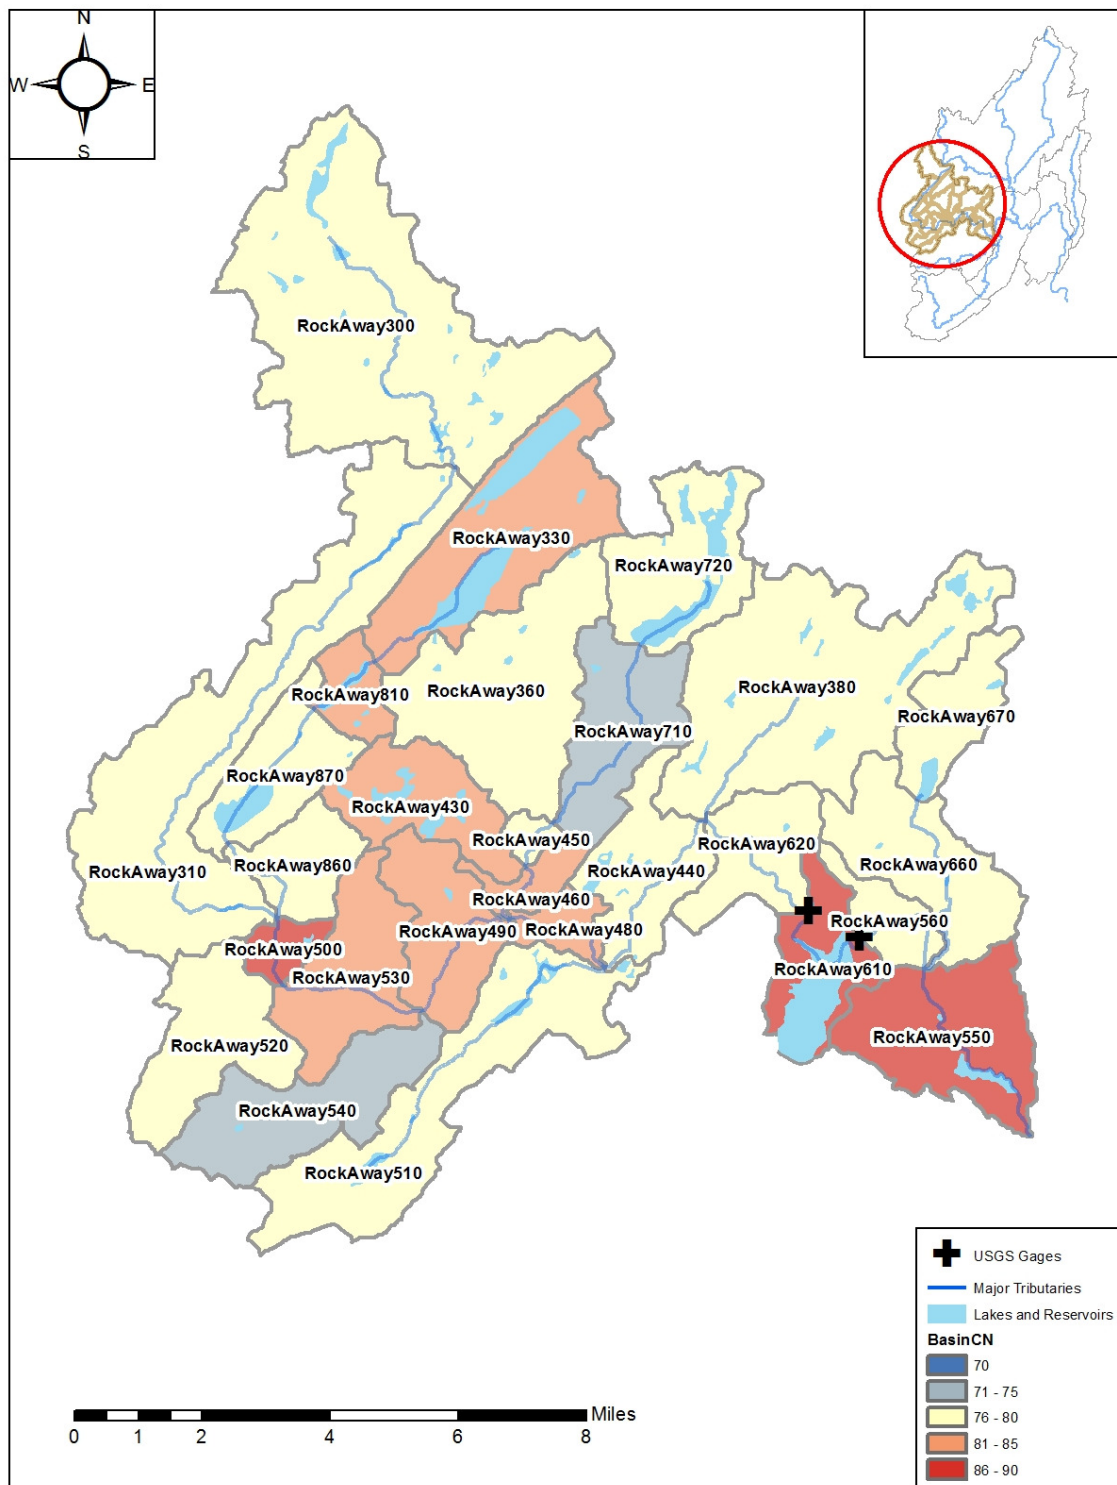 N
W E
S
RockAway300
RockAway330
RockAway720
RockAway810
RockAway360
RockAway380
RockAway670
RockAway710
RockAway870
RockAway430
RockAway450
RockAway620
RockAway310
RockAway860
RockAway440
RockAway660
RockAway460
RockAway560
RockAway490
RockAway480
RockAway500
RockAway610
RockAway530
RockAway520
RockAway550
RockAway540
RockAway510
USGS Gages
Major Tributaries
Lakes and Reservoirs
BasinCN
70
71 - 75
76 - 80
81 - 85
86 - 90
Miles
0 1 2 4 6 8